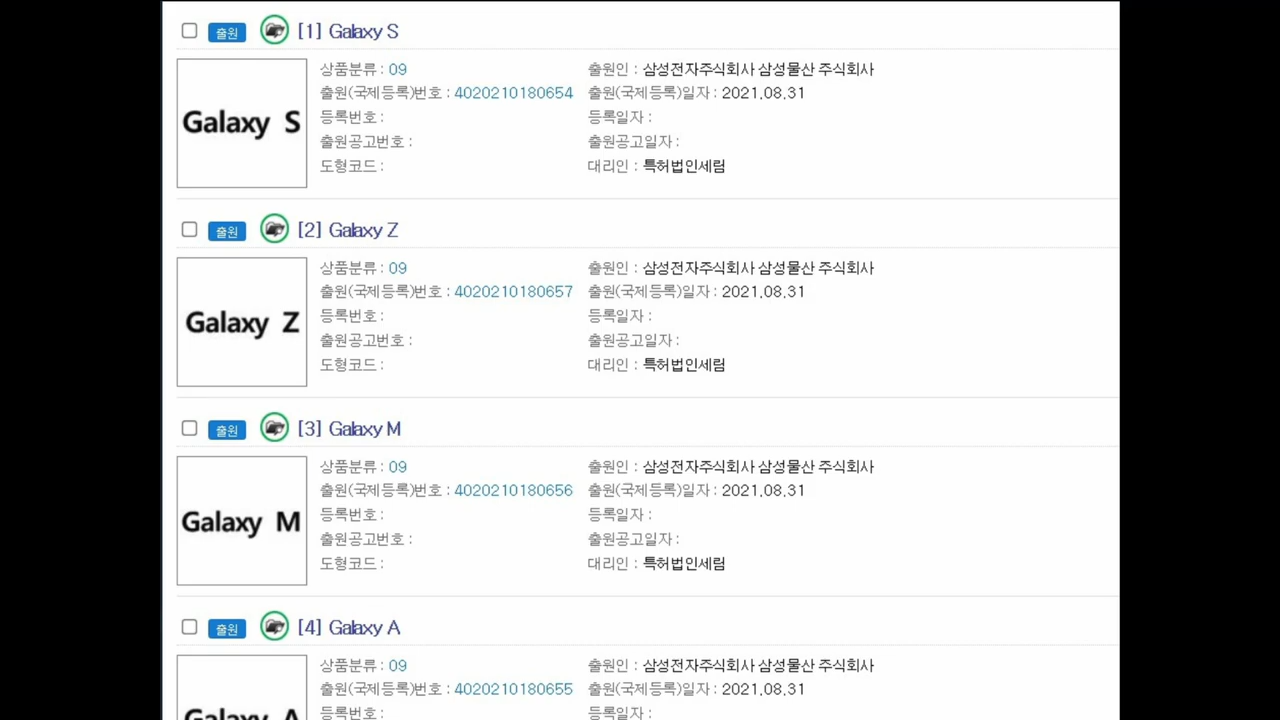 출원 [1] Galaxy S
Galaxy S
상품분류 : 09 출원인 : 삼성전자주식회사 삼성물산 주식회사
출원(국제등록)번호 : 4020210180654 출원(국제등록)일자 : 2021.08.31
등록번호 : 등록일자 :
출원공고번호 : 출원공고일자 :
도형코드 : 대리인 : 특허법인세림
출원 [2] Galaxy Z
Galaxy Z
상품분류 : 09 출원인 : 삼성전자주식회사 삼성물산 주식회사
출원(국제등록)번호 : 4020210180657 출원(국제등록)일자 : 2021.08.31
등록번호 : 등록일자 :
출원공고번호 : 출원공고일자 :
도형코드 : 대리인 : 특허법인세림
출원 [3] Galaxy M
Galaxy M
상품분류 : 09 출원인 : 삼성전자주식회사 삼성물산 주식회사
출원(국제등록)번호 : 4020210180656 출원(국제등록)일자 : 2021.08.31
등록번호 : 등록일자 :
출원공고번호 : 출원공고일자 :
도형코드 : 대리인 : 특허법인세림
출원 [4] Galaxy A
Galaxy A
상품분류 : 09 출원인 : 삼성전자주식회사 삼성물산 주식회사
출원(국제등록)번호 : 4020210180655 출원(국제등록)일자 : 2021.08.31
등록번호 : 등록일자 :